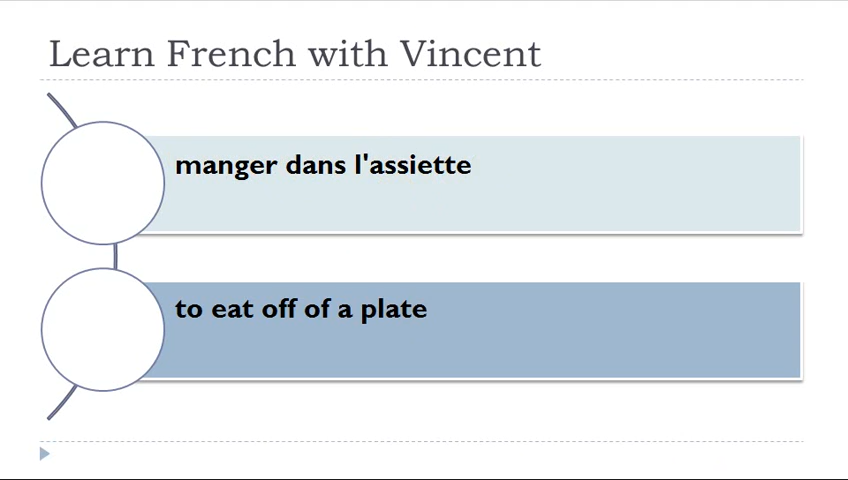 Learn French with Vincent
manger dans l'assiette
to eat off of a plate